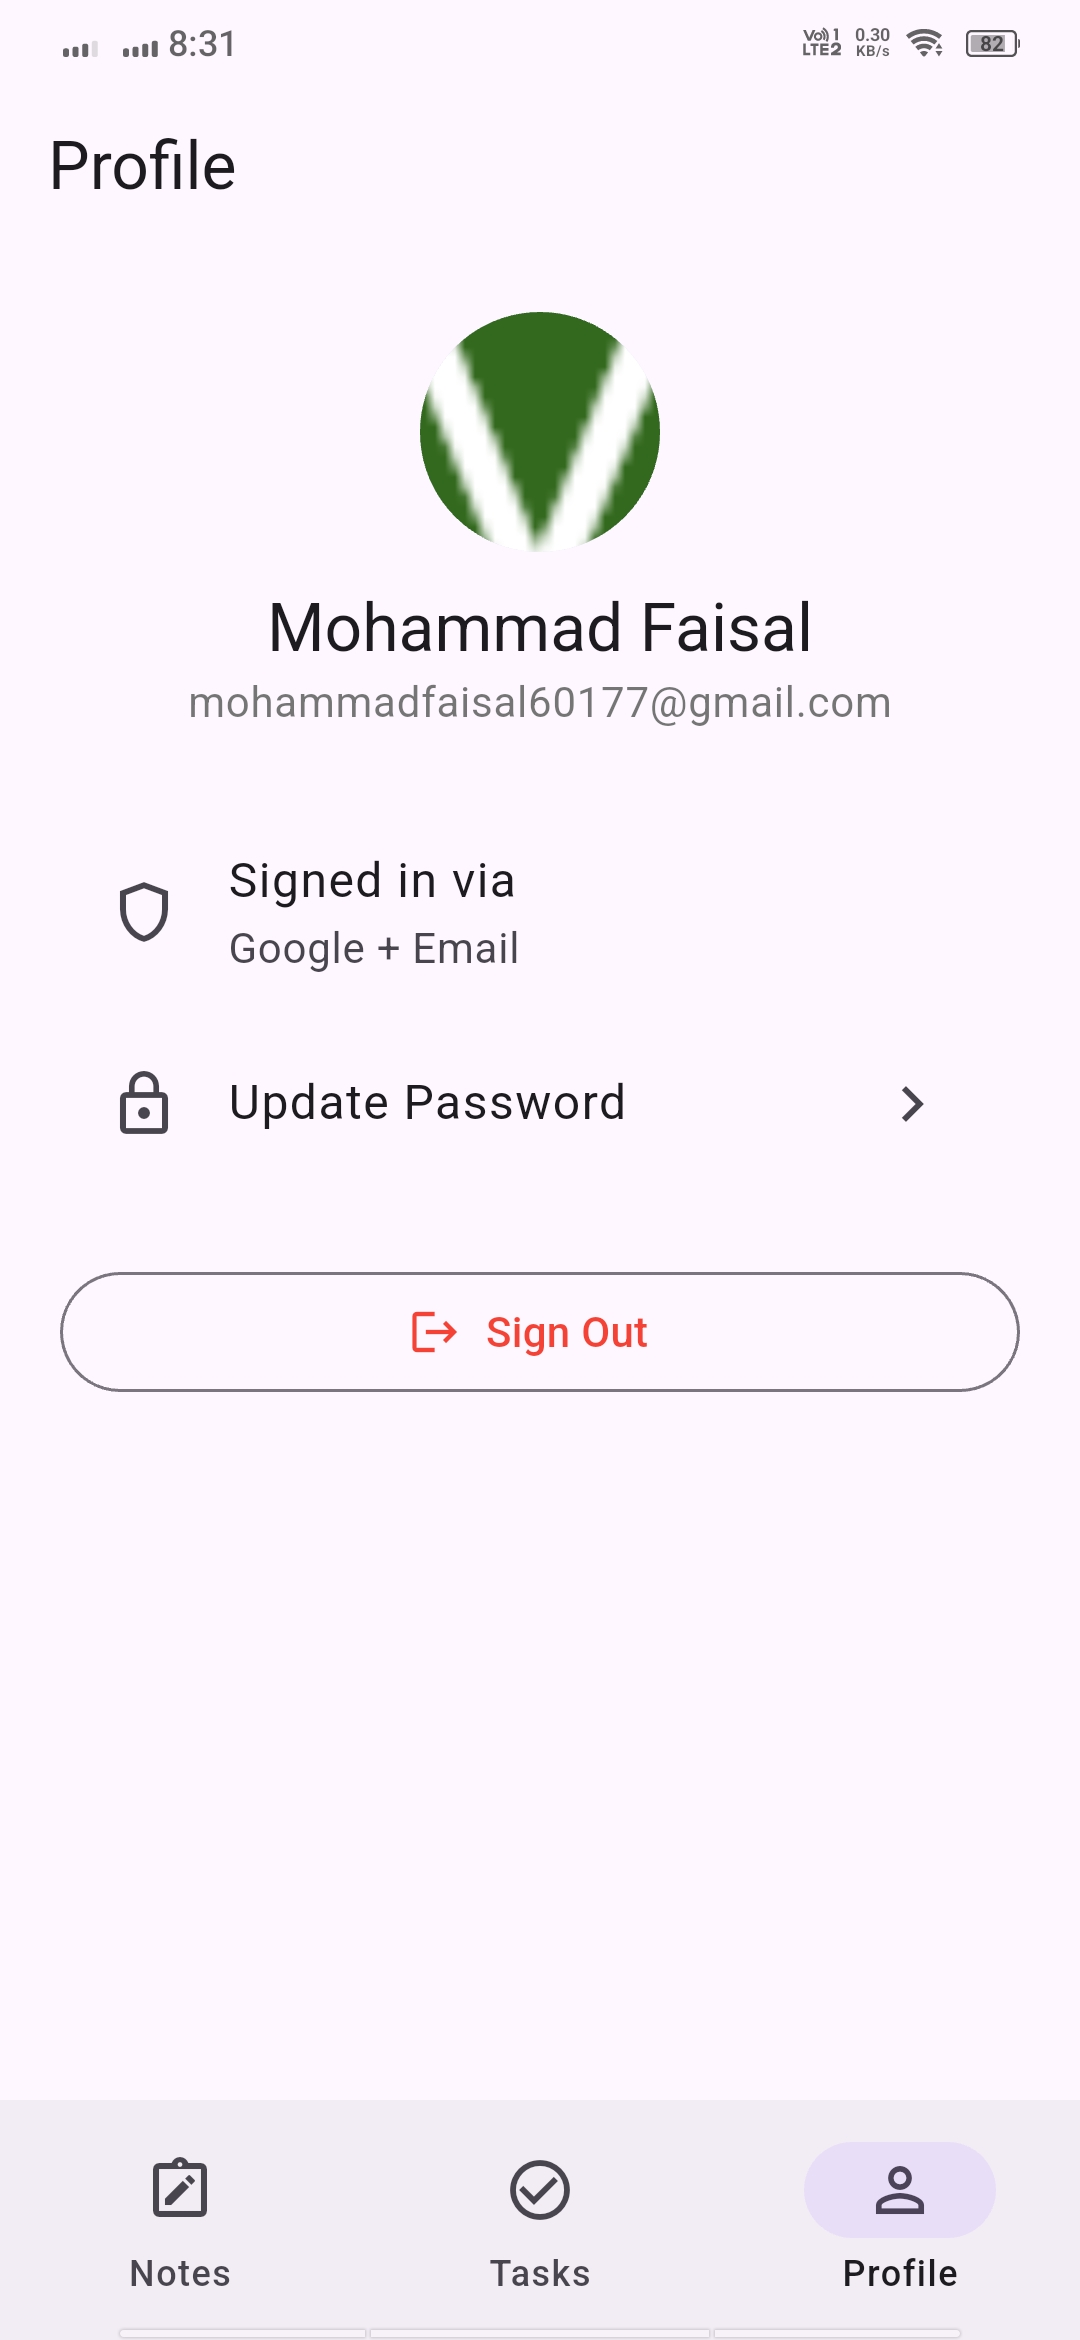 8:31
Vo)) 1
LTE2
0.30
KB/s
82
Profile
Mohammad Faisal
mohammadfaisal60177@gmail.com
Signed in via
Google + Email
Update Password
Sign Out
Notes
Tasks
Profile